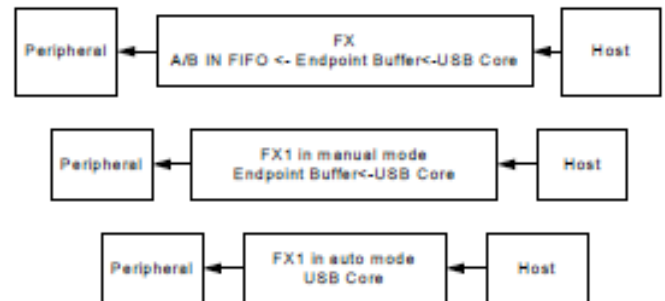 Peripheral
FX
A/B IN FIFO <- Endpoint Buffer<-USB Core
Host
Peripheral
FX1 in manual mode
Endpoint Buffer<-USB Core
Host
Peripheral
FX1 in auto mode
USB Core
Host